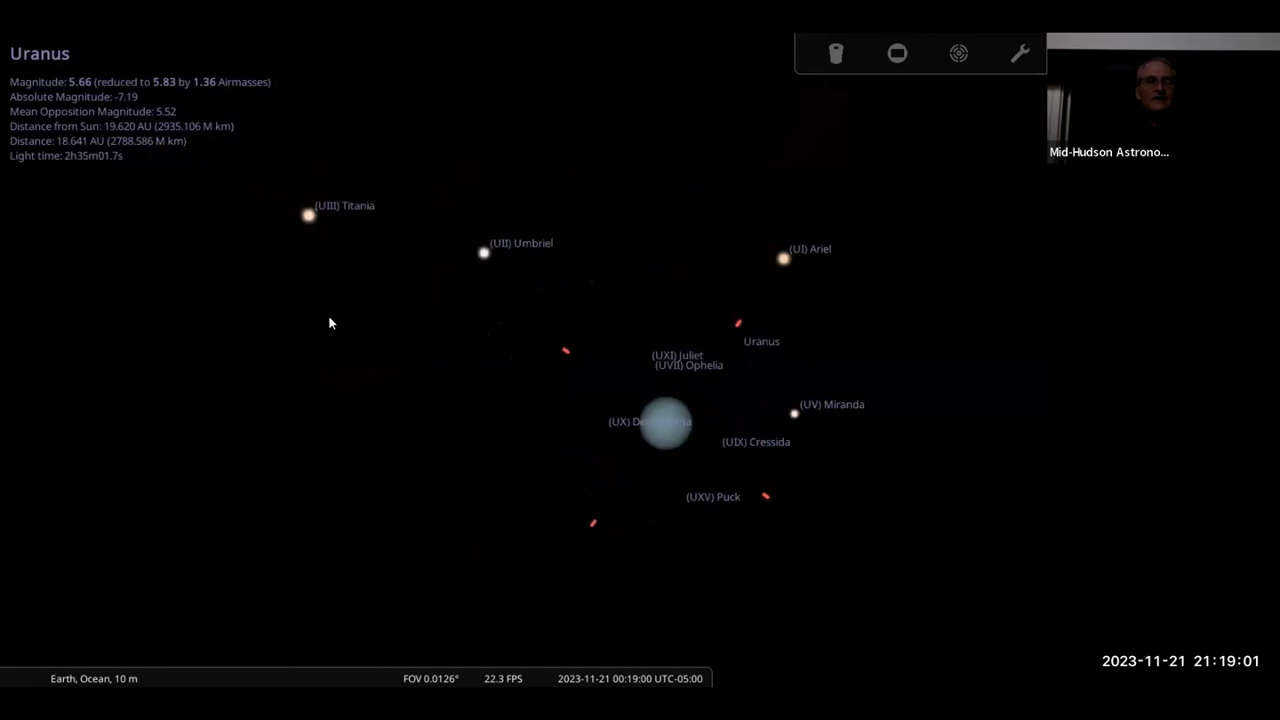 Uranus
Magnitude: 5.66 (reduced to 5.83 by 1.36 Airmasses)
Absolute Magnitude: -7.19
Mean Opposition Magnitude: 5.52
Distance from Sun: 19.620 AU (2935.106 M km)
Distance: 18.641 AU (2788.586 M km)
Light time: 2h35m01.7s
Mid-Hudson Astrono...
(UIII) Titania
(UII) Umbriel
(UI) Ariel
Uranus
(UXI) Juliet
(UVII) Ophelia
(UV) Miranda
(UX)
(UIX) Cressida
(UXV) Puck
2023-11-21 21:19:01
Earth, Ocean, 10 m
FOV 0.0126°
22.3 FPS
2023-11-21 00:19:00 UTC-05:00